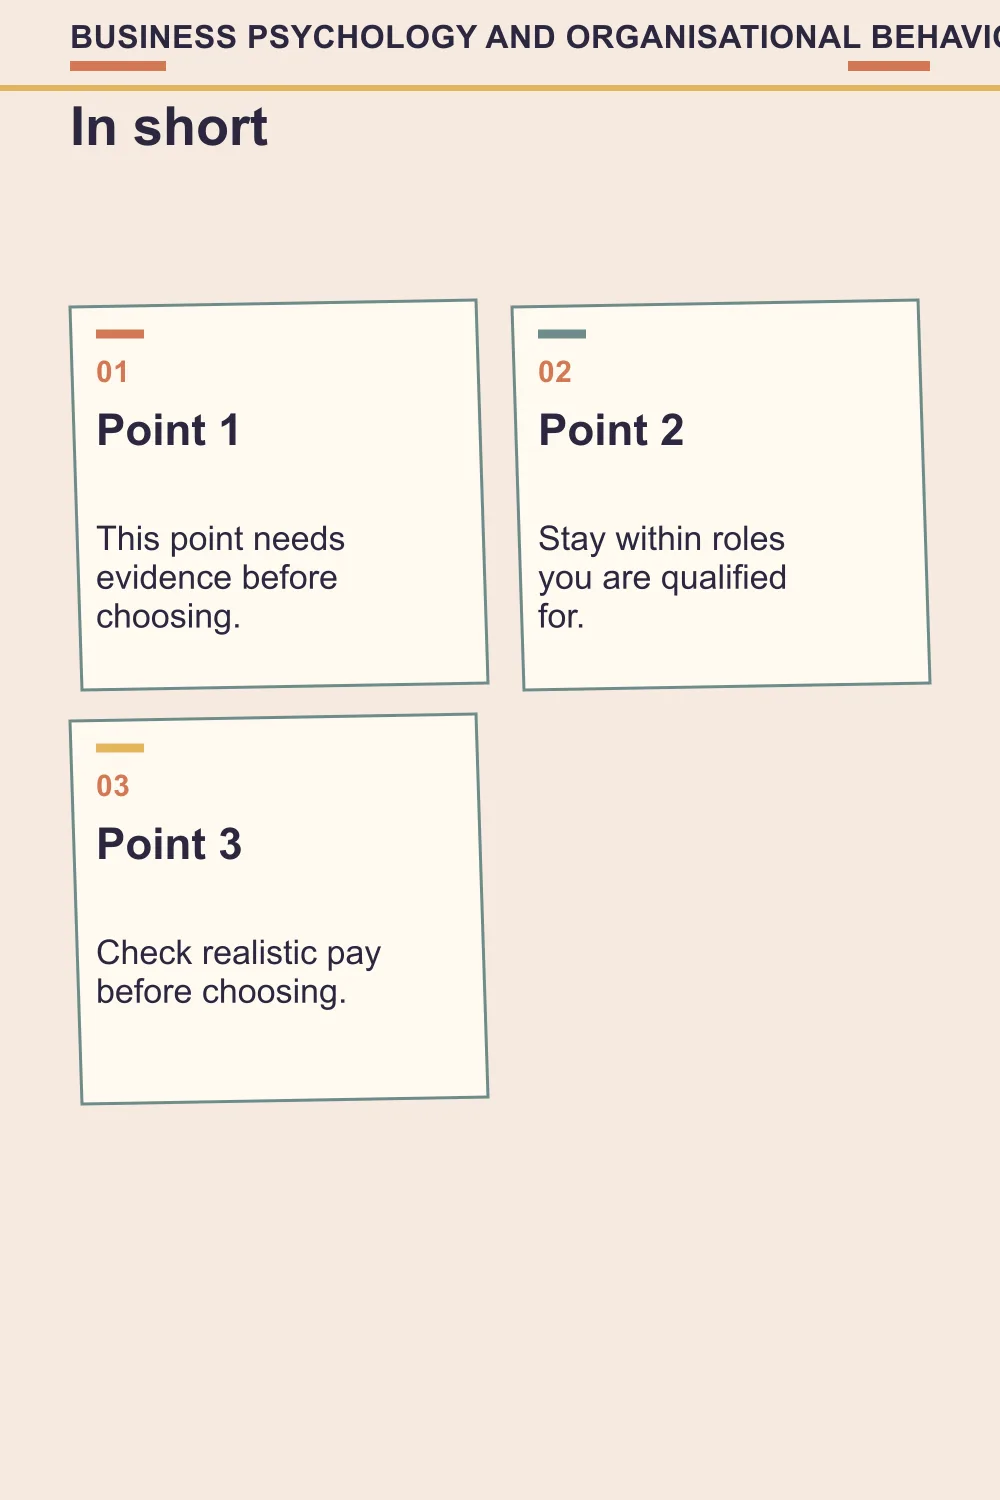 BUSINESS PSYCHOLOGY AND ORGANISATIONAL
In short
01
Point 1
This point needs
evidence before
choosing.
02
Point 2
Stay within roles
you are qualified
for.
03
Point 3
Check realistic pay
before choosing.